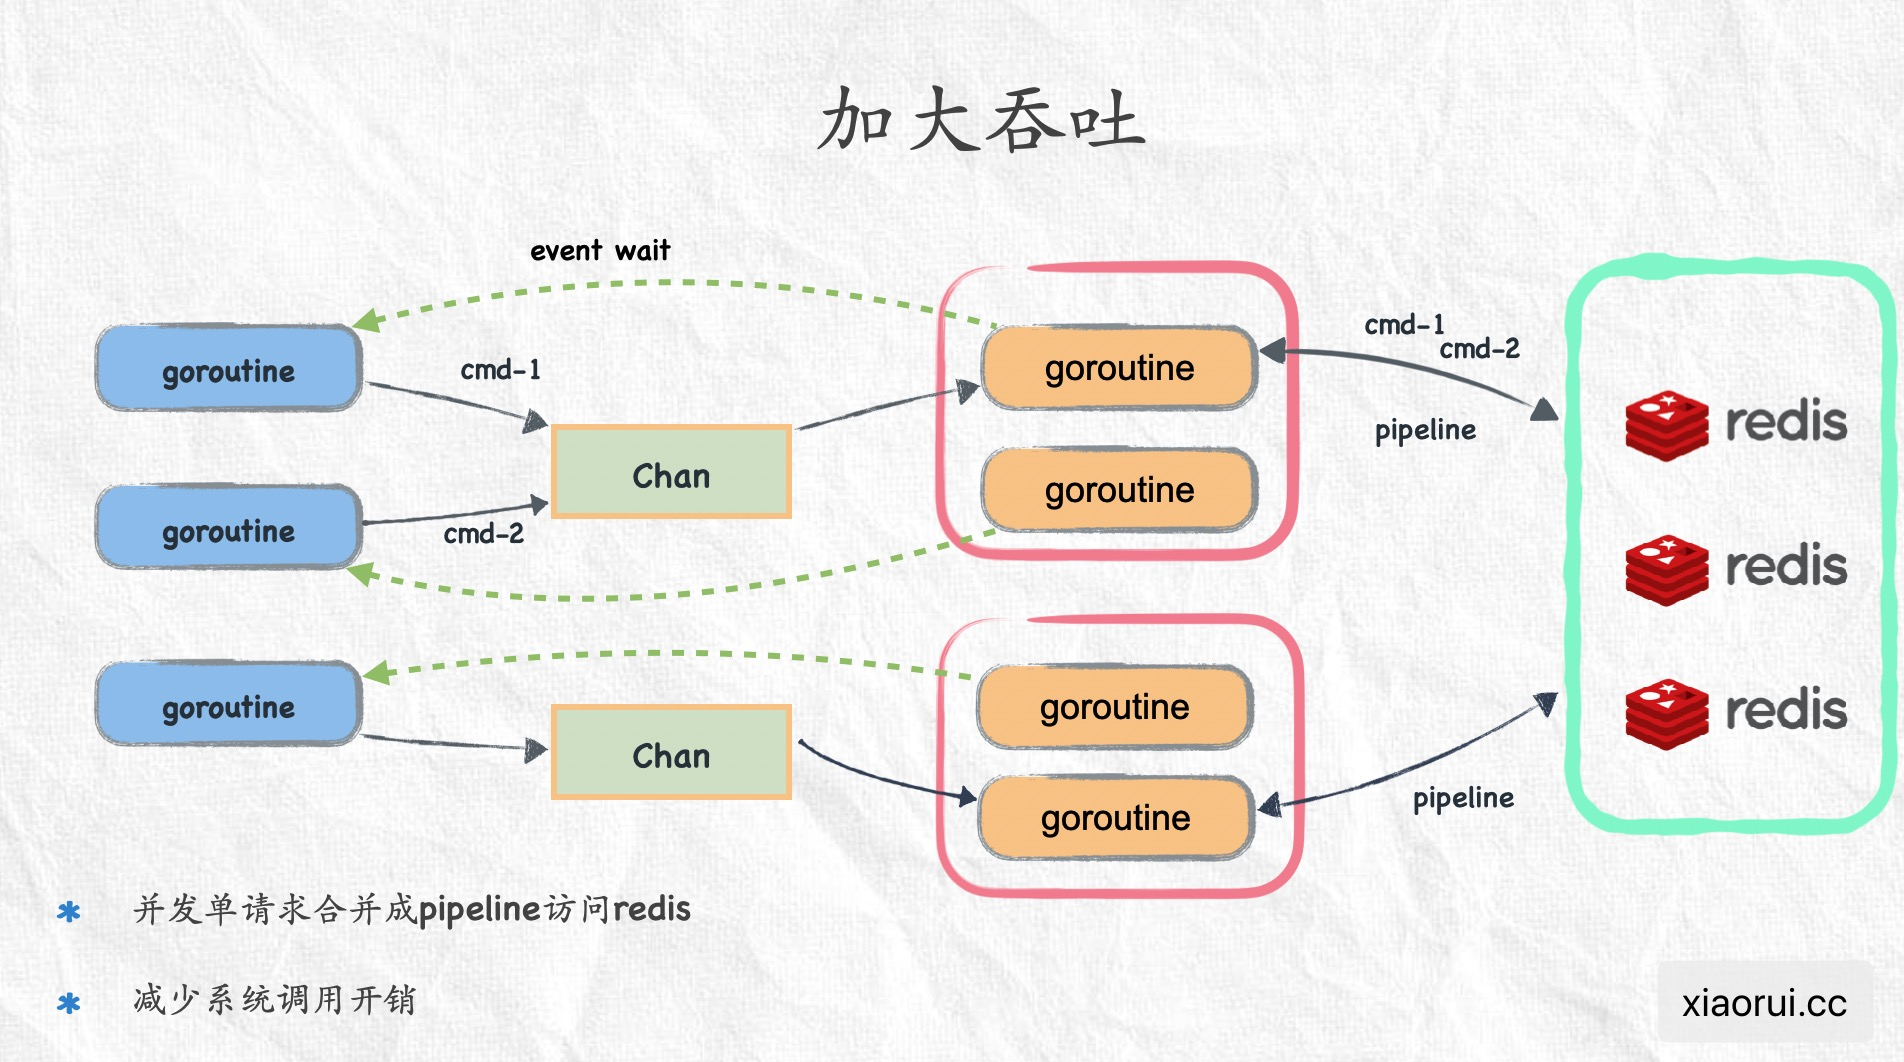 加大吞吐
event wait
goroutine
cmd-1
Chan
goroutine
cmd-1
cmd-2
pipeline
redis
goroutine
cmd-2
goroutine
redis
goroutine
Chan
goroutine
goroutine
pipeline
redis
并发单请求合并成pipeline访问redis
减少系统调用开销
xiaorui.cc